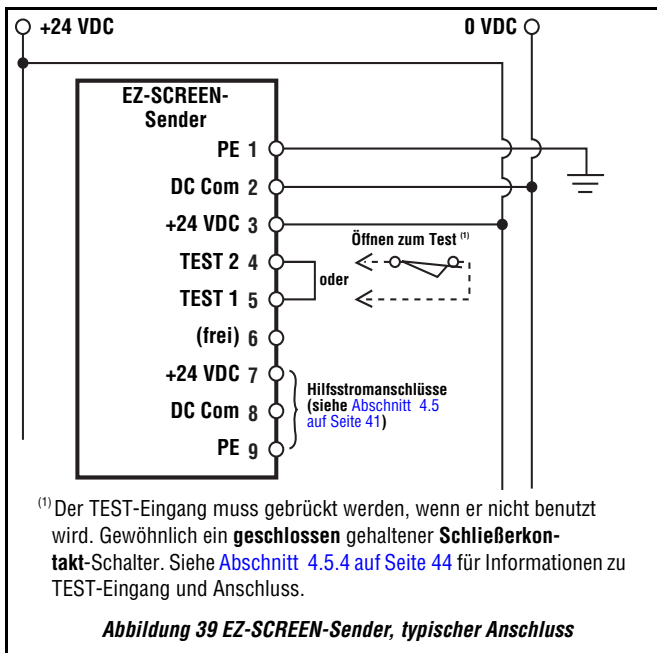 +24 VDC
0 VDC
EZ-SCREEN-
Sender
PE 1
DC Com 2
+24 VDC 3
TEST 2 4
TEST 1 5
(frei) 6
+24 VDC 7
DC Com 8
PE 9
Öffnen zum Test (1)
oder
Hilfsstromanschlüsse
(siehe Abschnitt 4.5
auf Seite 41)
(1) Der TEST-Eingang muss gebrückt werden, wenn er nicht benutzt
wird. Gewöhnlich ein geschlossen gehaltener Schließerkon-
takt-Schalter. Siehe Abschnitt 4.5.4 auf Seite 44 für Informationen zu
TEST-Eingang und Anschluss.
Abbildung 39 EZ-SCREEN-Sender, typischer Anschluss